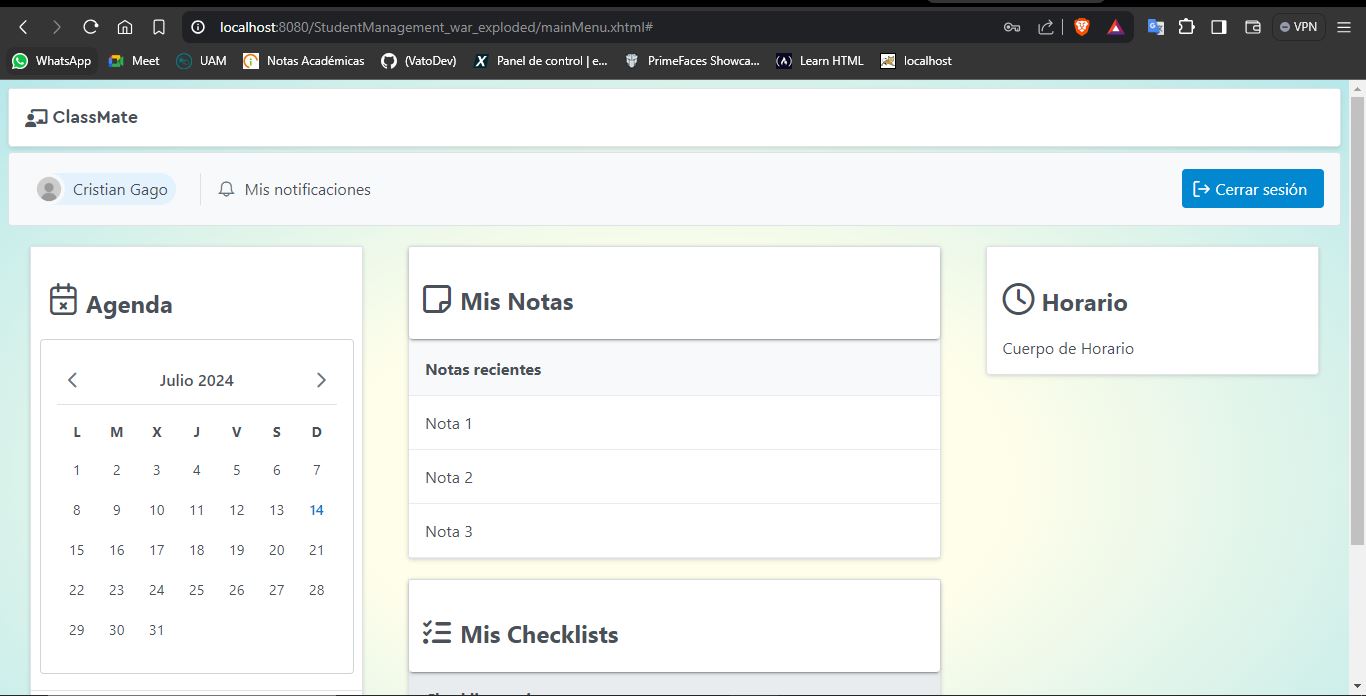 localhost:8080/StudentManagement_war_exploded/mainMenu.xhtml#
VPN
WhatsApp Meet UAM Notas Académicas (VatoDev) Panel de control | e... PrimeFaces Showca... Learn HTML localhost
ClassMate
Cristian Gago
Mis notificaciones
Cerrar sesión
Agenda
Julio 2024
L M X J V S D
1 2 3 4 5 6 7
8 9 10 11 12 13 14
15 16 17 18 19 20 21
22 23 24 25 26 27 28
29 30 31
Mis Notas
Notas recientes
Nota 1
Nota 2
Nota 3
Mis Checklists
Horario
Cuerpo de Horario